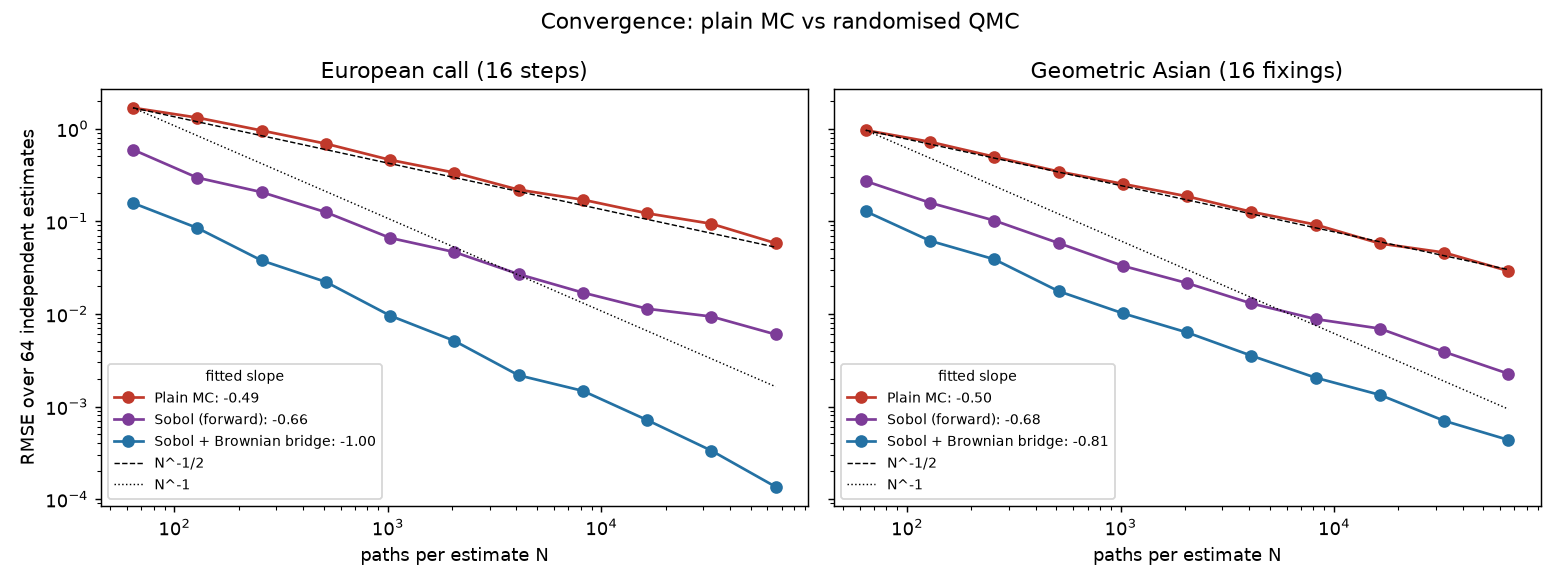 Convergence: plain MC vs randomised QMC
European call (16 steps)
RMSE over 64 independent estimates
10^0
10^-1
10^-2
10^-3
10^-4
fitted slope
Plain MC: -0.49
Sobol (forward): -0.66
Sobol + Brownian bridge: -1.00
N^-1/2
N^-1
10^2
10^3
10^4
paths per estimate N
Geometric Asian (16 fixings)
fitted slope
Plain MC: -0.50
Sobol (forward): -0.68
Sobol + Brownian bridge: -0.81
N^-1/2
N^-1
10^2
10^3
10^4
paths per estimate N